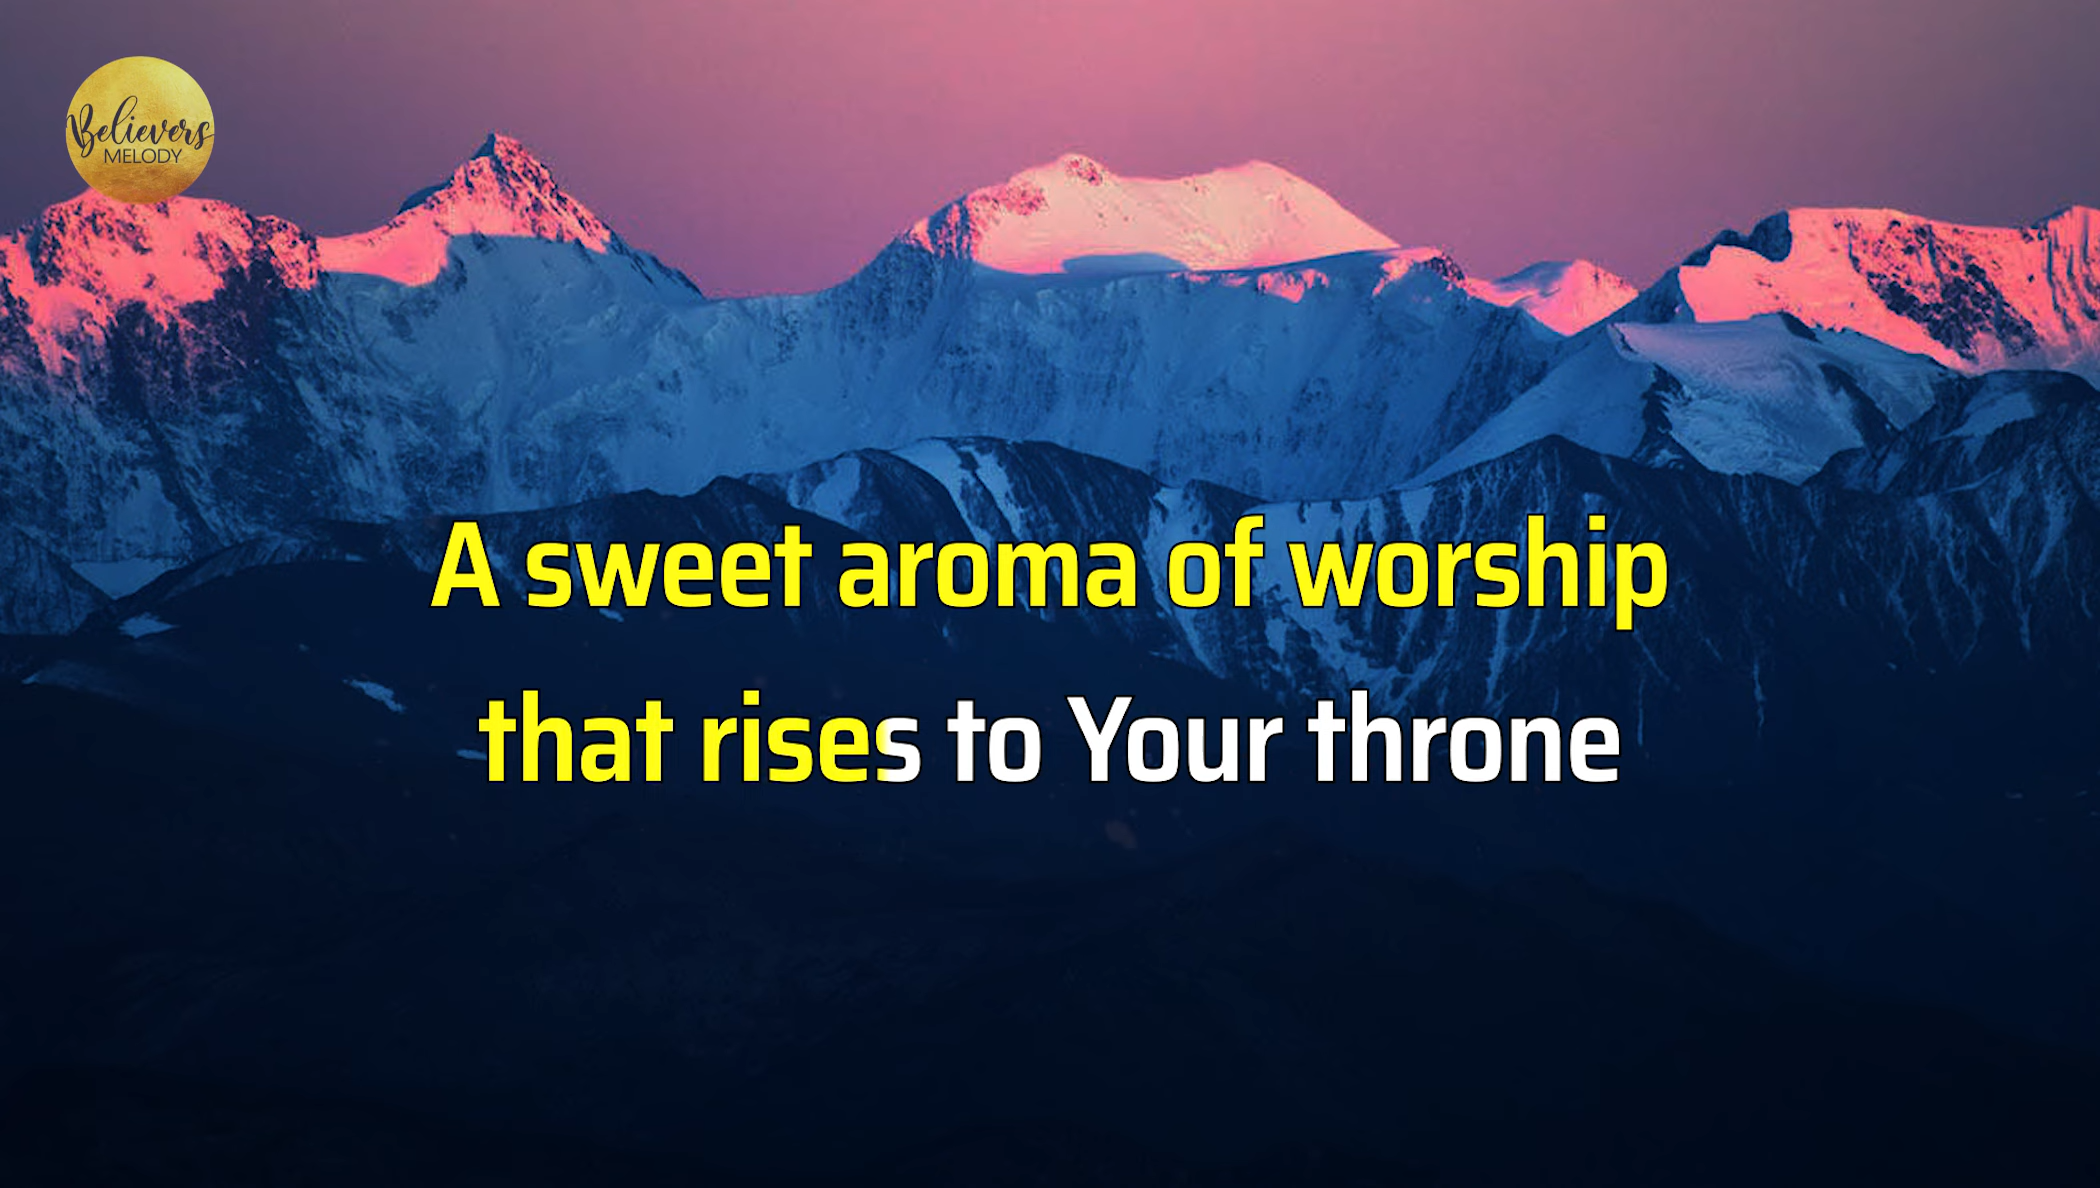 Believers
MELODY
A sweet aroma of worship
that rises to Your throne